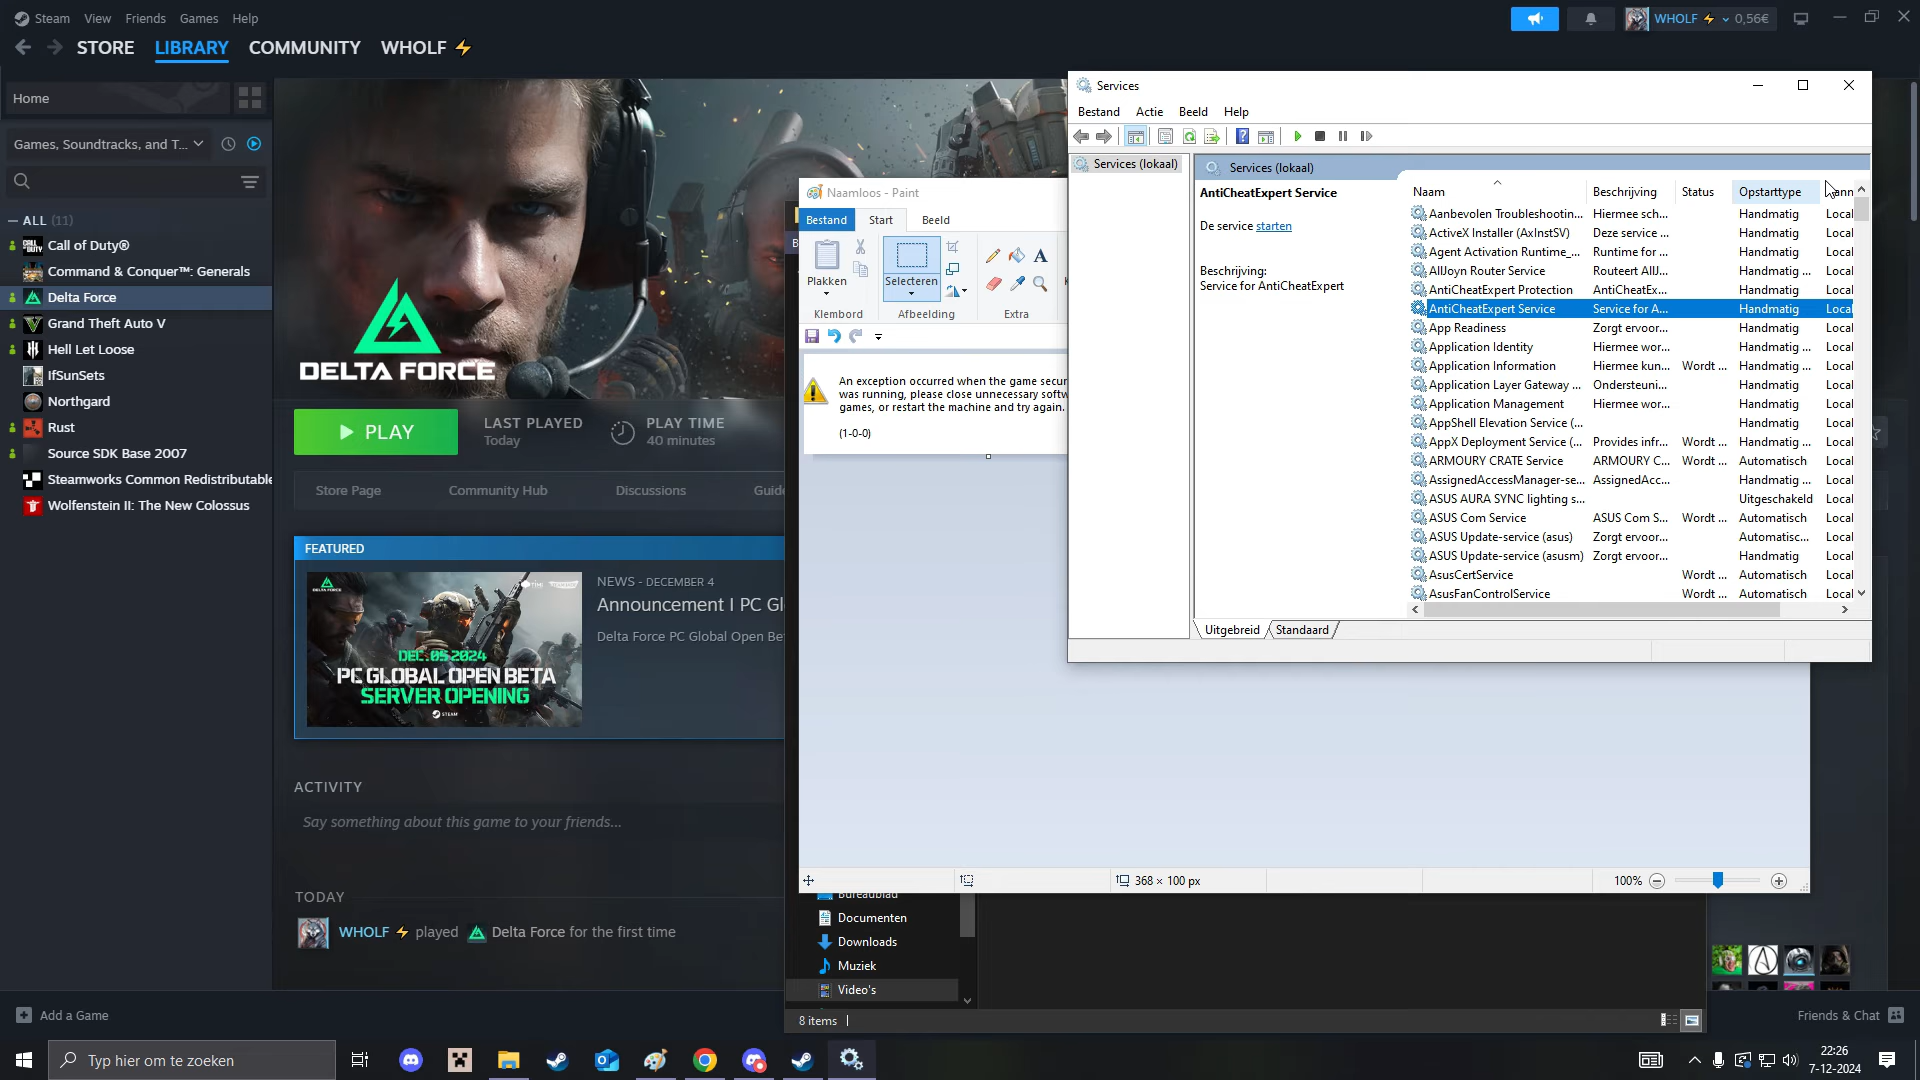 Steam View Friends Games Help
WHOLF 0,56€
STORE LIBRARY COMMUNITY WHOLF
Home
Games, Soundtracks, and T...
ALL (11)
Call of Duty®
Command & Conquer™: Generals
Delta Force
Grand Theft Auto V
Hell Let Loose
IfSunSets
Northgard
Rust
Source SDK Base 2007
Steamworks Common Redistributable
Wolfenstein II: The New Colossus
Add a Game
DELTA FORCE
PLAY
LAST PLAYED
Today
PLAY TIME
40 minutes
Store Page Community Hub Discussions Guide
FEATURED
DELTA FORCE
DEC.05.2024
PC GLOBAL OPEN BETA
SERVER OPENING
STEAM
NEWS - DECEMBER 4
Announcement I PC Gl
Delta Force PC Global Open Be
ACTIVITY
Say something about this game to your friends...
TODAY
WHOLF played Delta Force for the first time
Naamloos - Paint
Bestand Start Beeld
Plakken
Selecteren
Klembord Afbeelding Extra
An exception occurred when the game secur
was running, please close unnecessary softw
games, or restart the machine and try again.
(1-0-0)
368 × 100 px
100%
Bureaublad
Documenten
Downloads
Muziek
Video's
8 items
Services
Bestand Actie Beeld Help
Services (lokaal)
Services (lokaal)
AntiCheatExpert Service
De service starten
Beschrijving:
Service for AntiCheatExpert
Naam Beschrijving Status Opstarttype
Aanbevolen Troubleshootin... Hiermee sch... Handmatig Local
ActiveX Installer (AxInstSV) Deze service ... Handmatig Local
Agent Activation Runtime_... Runtime for ... Handmatig Local
AllJoyn Router Service Routeert AllJ... Handmatig ... Local
AntiCheatExpert Protection AntiCheatEx... Handmatig Local
AntiCheatExpert Service Service for A... Handmatig Local
App Readiness Zorgt ervoor... Handmatig Local
Application Identity Hiermee wor... Handmatig ... Local
Application Information Hiermee kun... Wordt ... Handmatig ... Local
Application Layer Gateway ... Ondersteuni... Handmatig Local
Application Management Hiermee wor... Handmatig Local
AppShell Elevation Service (... Handmatig Local
AppX Deployment Service (... Provides infr... Wordt ... Handmatig ... Local
ARMOURY CRATE Service ARMOURY C... Wordt ... Automatisch Local
AssignedAccessManager-se... AssignedAcc... Handmatig ... Local
ASUS AURA SYNC lighting s... Uitgeschakeld Local
ASUS Com Service ASUS Com S... Wordt ... Automatisch Local
ASUS Update-service (asus) Zorgt ervoor... Automatisc... Local
ASUS Update-service (asusm) Zorgt ervoor... Handmatig Local
AsusCertService Wordt ... Automatisch Local
AsusFanControlService Wordt ... Automatisch Local
Uitgebreid Standaard
Friends & Chat
Typ hier om te zoeken
22:26
7-12-2024